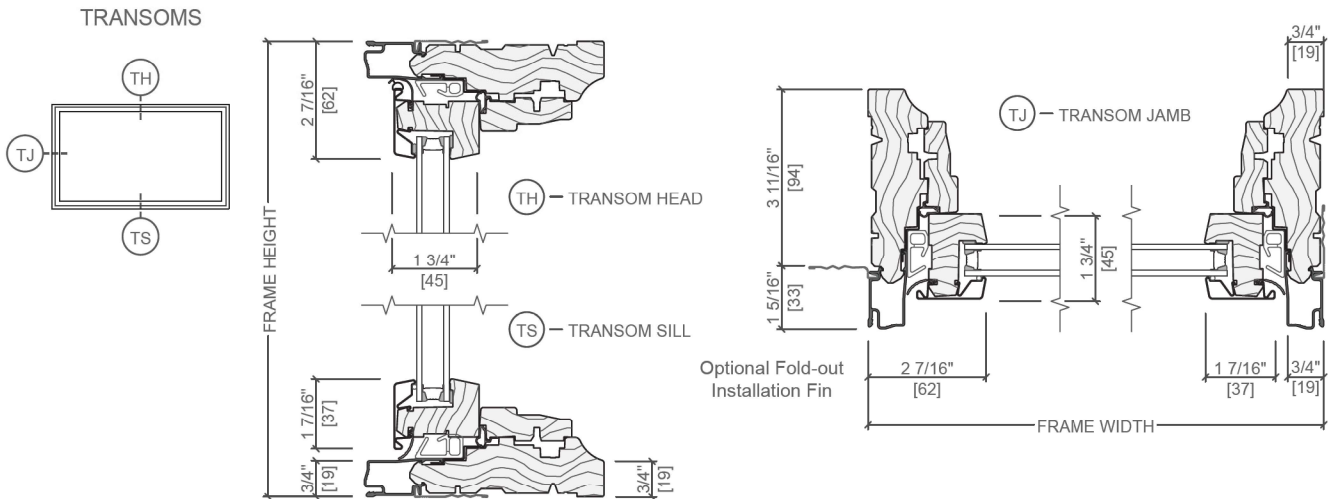 TRANSOMS
TH
TJ
TS
FRAME HEIGHT
2 7/16"
[62]
TH
TRANSOM HEAD
1 3/4"
[45]
TS
TRANSOM SILL
1 7/16"
[37]
3/4"
[19]
3/4"
[19]
3/4"
[19]
TJ
TRANSOM JAMB
3 11/16"
[94]
1 5/16"
[33]
1 3/4"
[45]
Optional Fold-out
Installation Fin
2 7/16"
[62]
1 7/16"
[37]
3/4"
[19]
FRAME WIDTH